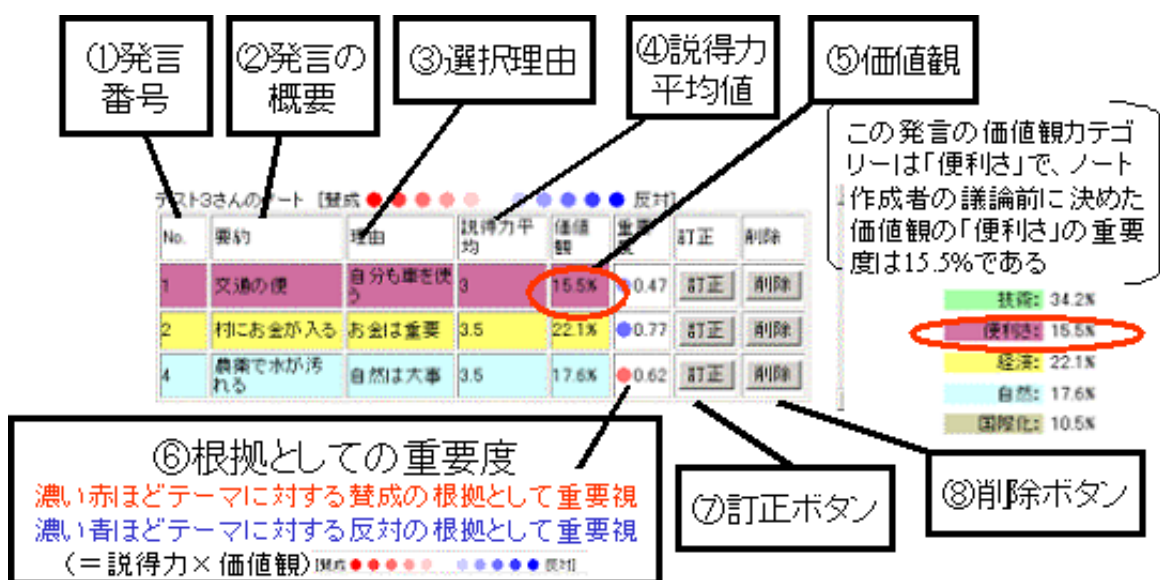 ①発言
番号
②発言の
概要
③選択理由
④説得力
平均値
⑤価値観
この発言の価値観カテゴ
リーは「便利さ」で、ノート
作成者の議論前に決めた
価値観の「便利さ」の重要
度は15.5%である
テスト3さんのノート [賛成 反対]
No. 要約 理由 説得力平均 価値観 重要度 訂正 削除
1 交通の便 自分も車を使う 3 15.5% 0.47 訂正 削除
2 村にお金が入る お金は重要 3.5 22.1% 0.77 訂正 削除
4 農薬で水が汚れる 自然は大事 3.5 17.6% 0.62 訂正 削除
技術: 34.2%
便利さ: 15.5%
経済: 22.1%
自然: 17.6%
国際化: 10.5%
⑥根拠としての重要度
濃い赤ほどテーマに対する賛成の根拠として重要視
濃い青ほどテーマに対する反対の根拠として重要視
(=説得力×価値観) [賛成 反対]
⑦訂正ボタン
⑧削除ボタン